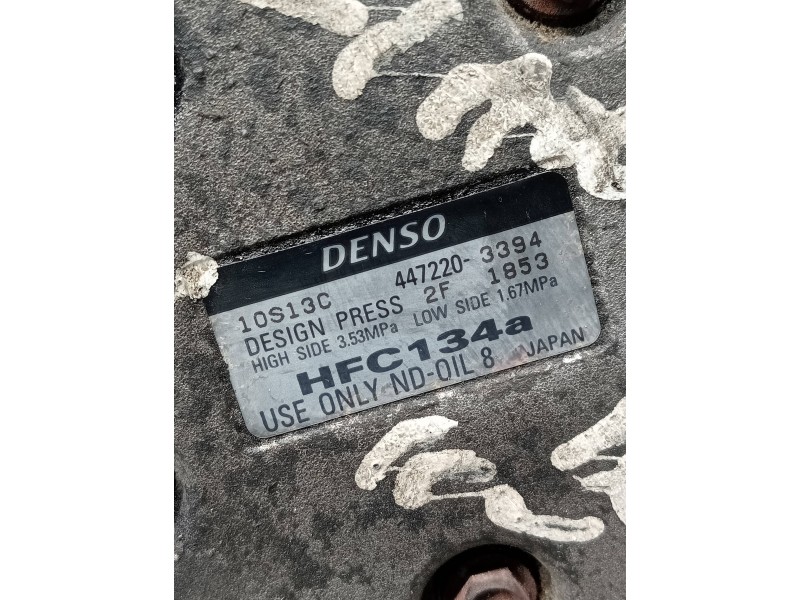 DENSO
10S13C 447220-3394
2F 1853
DESIGN PRESS
HIGH SIDE 3.53MPa LOW SIDE 1.67MPa
HFC134a
USE ONLY ND-OIL 8 JAPAN